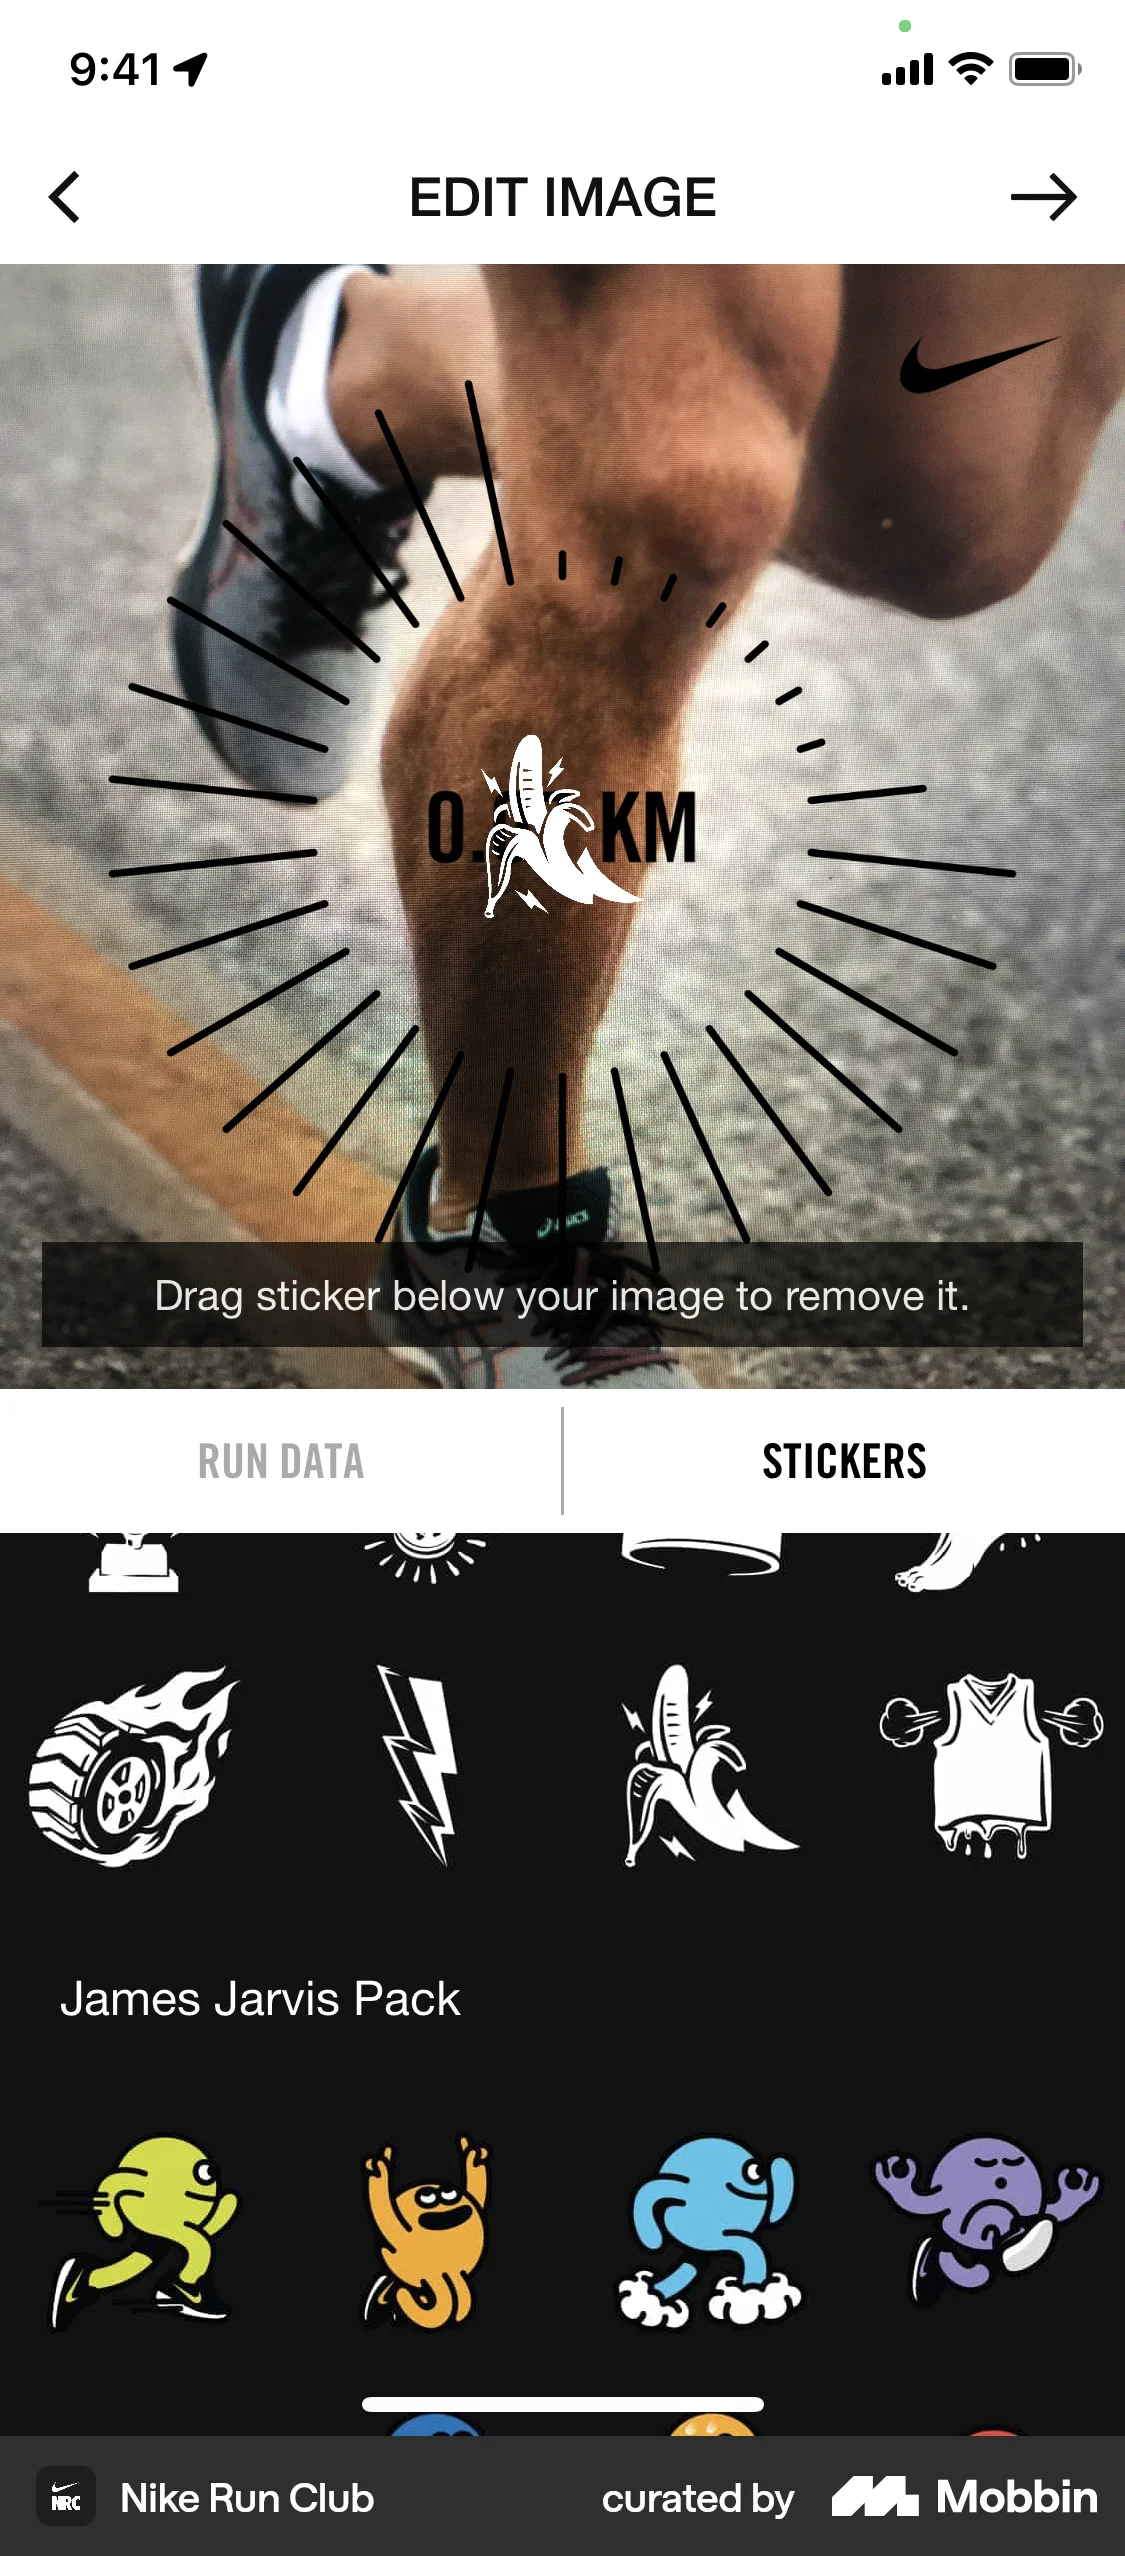 9:41
EDIT IMAGE
0. KM
asics
Drag sticker below your image to remove it.
RUN DATA
STICKERS
James Jarvis Pack
NRC
Nike Run Club
curated by
Mobbin